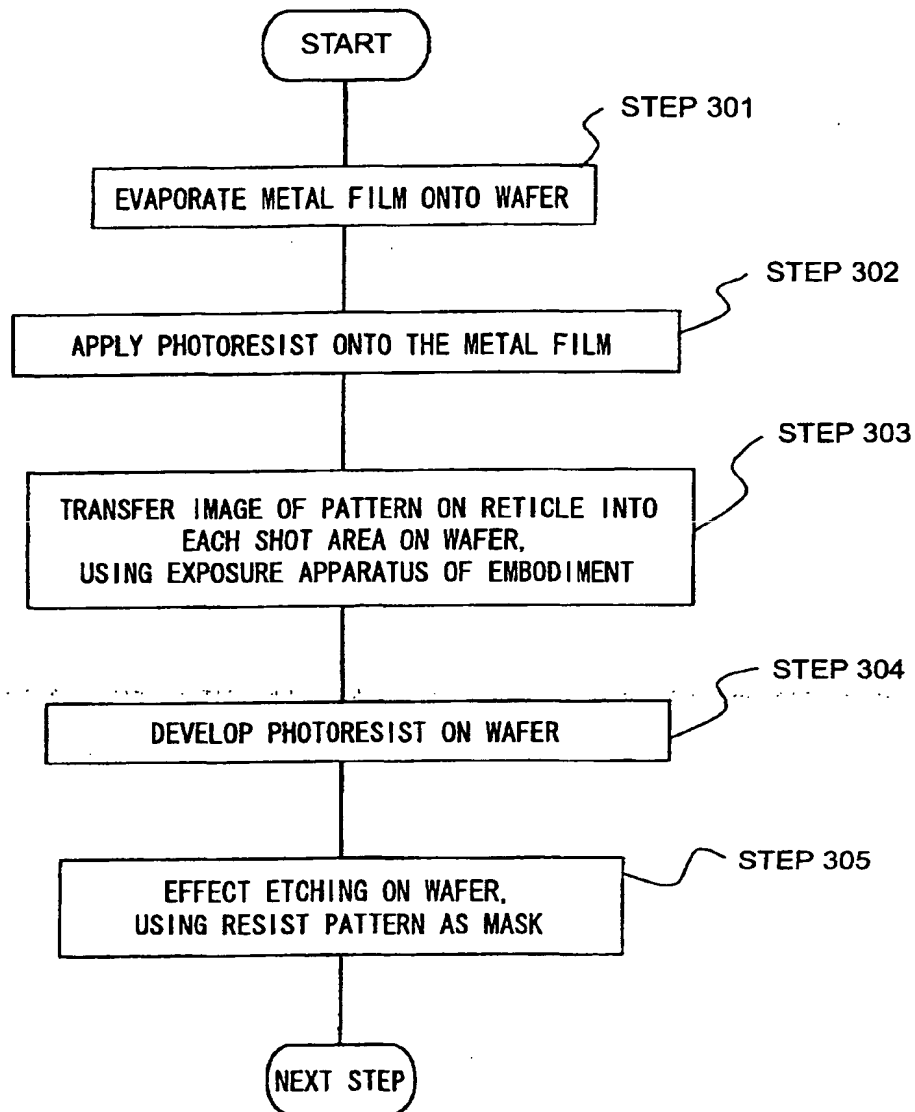 START
STEP 301
EVAPORATE METAL FILM ONTO WAFER
STEP 302
APPLY PHOTORESIST ONTO THE METAL FILM
STEP 303
TRANSFER IMAGE OF PATTERN ON RETICLE INTO
EACH SHOT AREA ON WAFER,
USING EXPOSURE APPARATUS OF EMBODIMENT
STEP 304
DEVELOP PHOTORESIST ON WAFER
STEP 305
EFFECT ETCHING ON WAFER,
USING RESIST PATTERN AS MASK
NEXT STEP